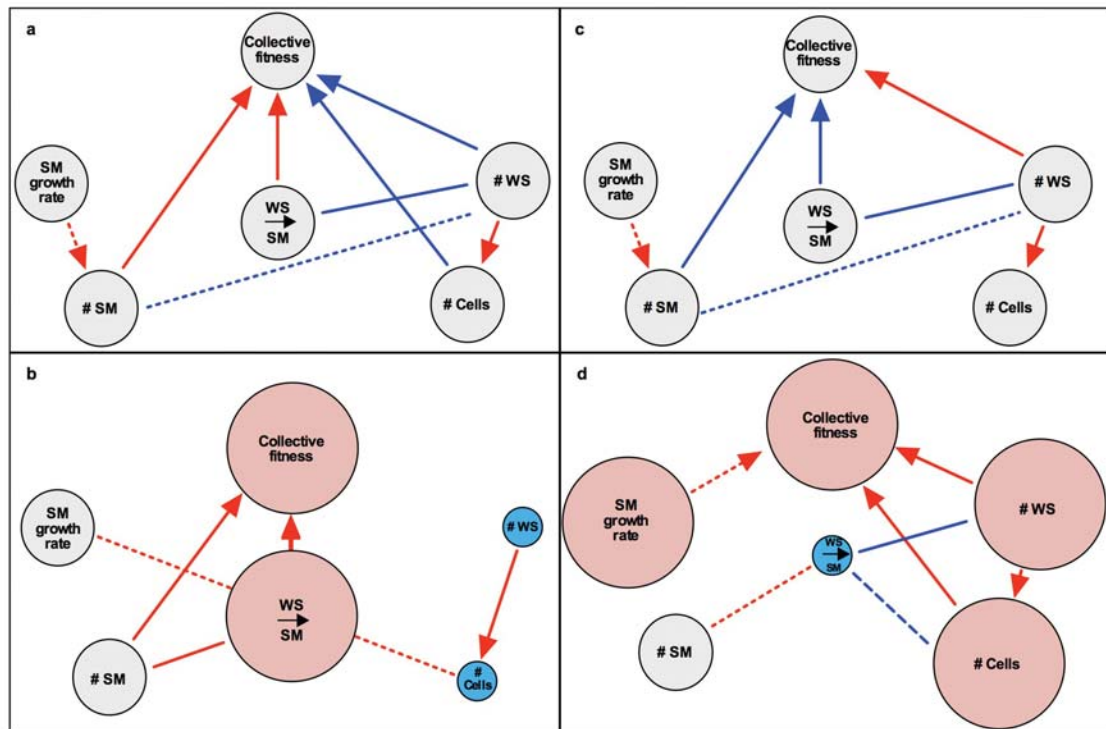 a
Collective
fitness
SM
growth
rate
WS
SM
# WS
# SM
# Cells
c
Collective
fitness
SM
growth
rate
WS
SM
# WS
# SM
# Cells
b
Collective
fitness
SM
growth
rate
# WS
WS
SM
# SM
#
Cells
d
Collective
fitness
SM
growth
rate
# WS
WS
SM
# SM
# Cells